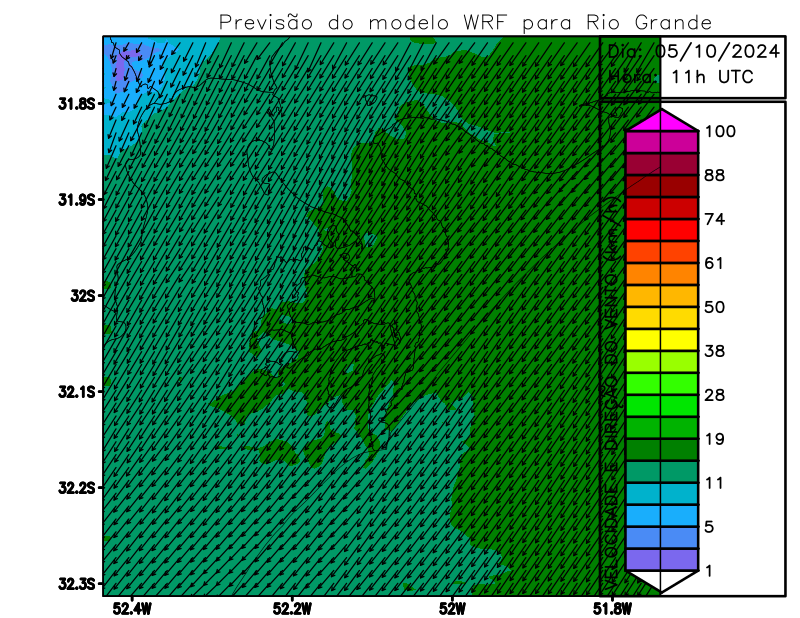 Previsão do modelo WRF para Rio Grande
Dia: 05/10/2024
Hora: 11h UTC
31.8S
31.9S
32S
32.1S
32.2S
32.3S
52.4W
52.2W
52W
51.8W
100
88
74
61
50
38
28
19
11
5
1
VELOCIDADE E DIREÇÃO DO VENTO (km/h)